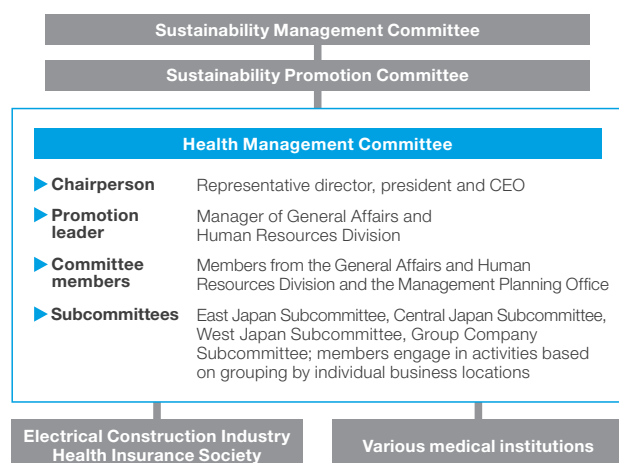 Sustainability Management Committee
Sustainability Promotion Committee
Health Management Committee
Chairperson Representative director, president and CEO
Promotion leader Manager of General Affairs and
Human Resources Division
Committee members Members from the General Affairs and Human
Resources Division and the Management Planning Office
Subcommittees East Japan Subcommittee, Central Japan Subcommittee,
West Japan Subcommittee, Group Company
Subcommittee; members engage in activities based
on grouping by individual business locations
Electrical Construction Industry
Health Insurance Society
Various medical institutions